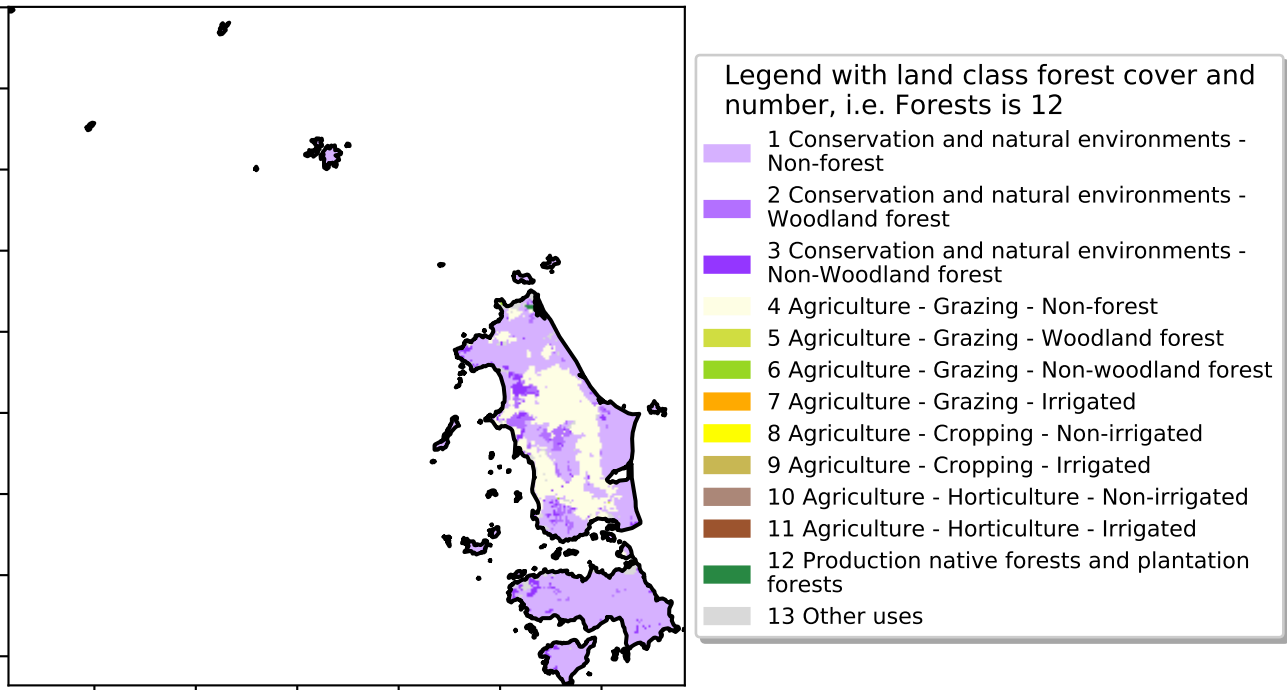 Legend with land class forest cover and
number, i.e. Forests is 12
1 Conservation and natural environments -
Non-forest
2 Conservation and natural environments -
Woodland forest
3 Conservation and natural environments -
Non-Woodland forest
4 Agriculture - Grazing - Non-forest
5 Agriculture - Grazing - Woodland forest
6 Agriculture - Grazing - Non-woodland forest
7 Agriculture - Grazing - Irrigated
8 Agriculture - Cropping - Non-irrigated
9 Agriculture - Cropping - Irrigated
10 Agriculture - Horticulture - Non-irrigated
11 Agriculture - Horticulture - Irrigated
12 Production native forests and plantation
forests
13 Other uses